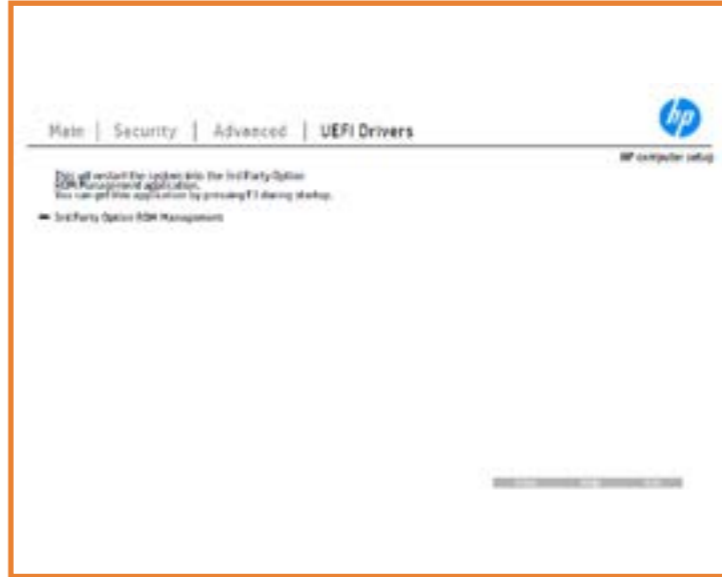 hp
Main | Security | Advanced | UEFI Drivers
HP computer setup
This will restart the system into the 3rd Party Option
ROM Management application.
You can get this application by pressing F3 during startup.
3rd Party Option ROM Management